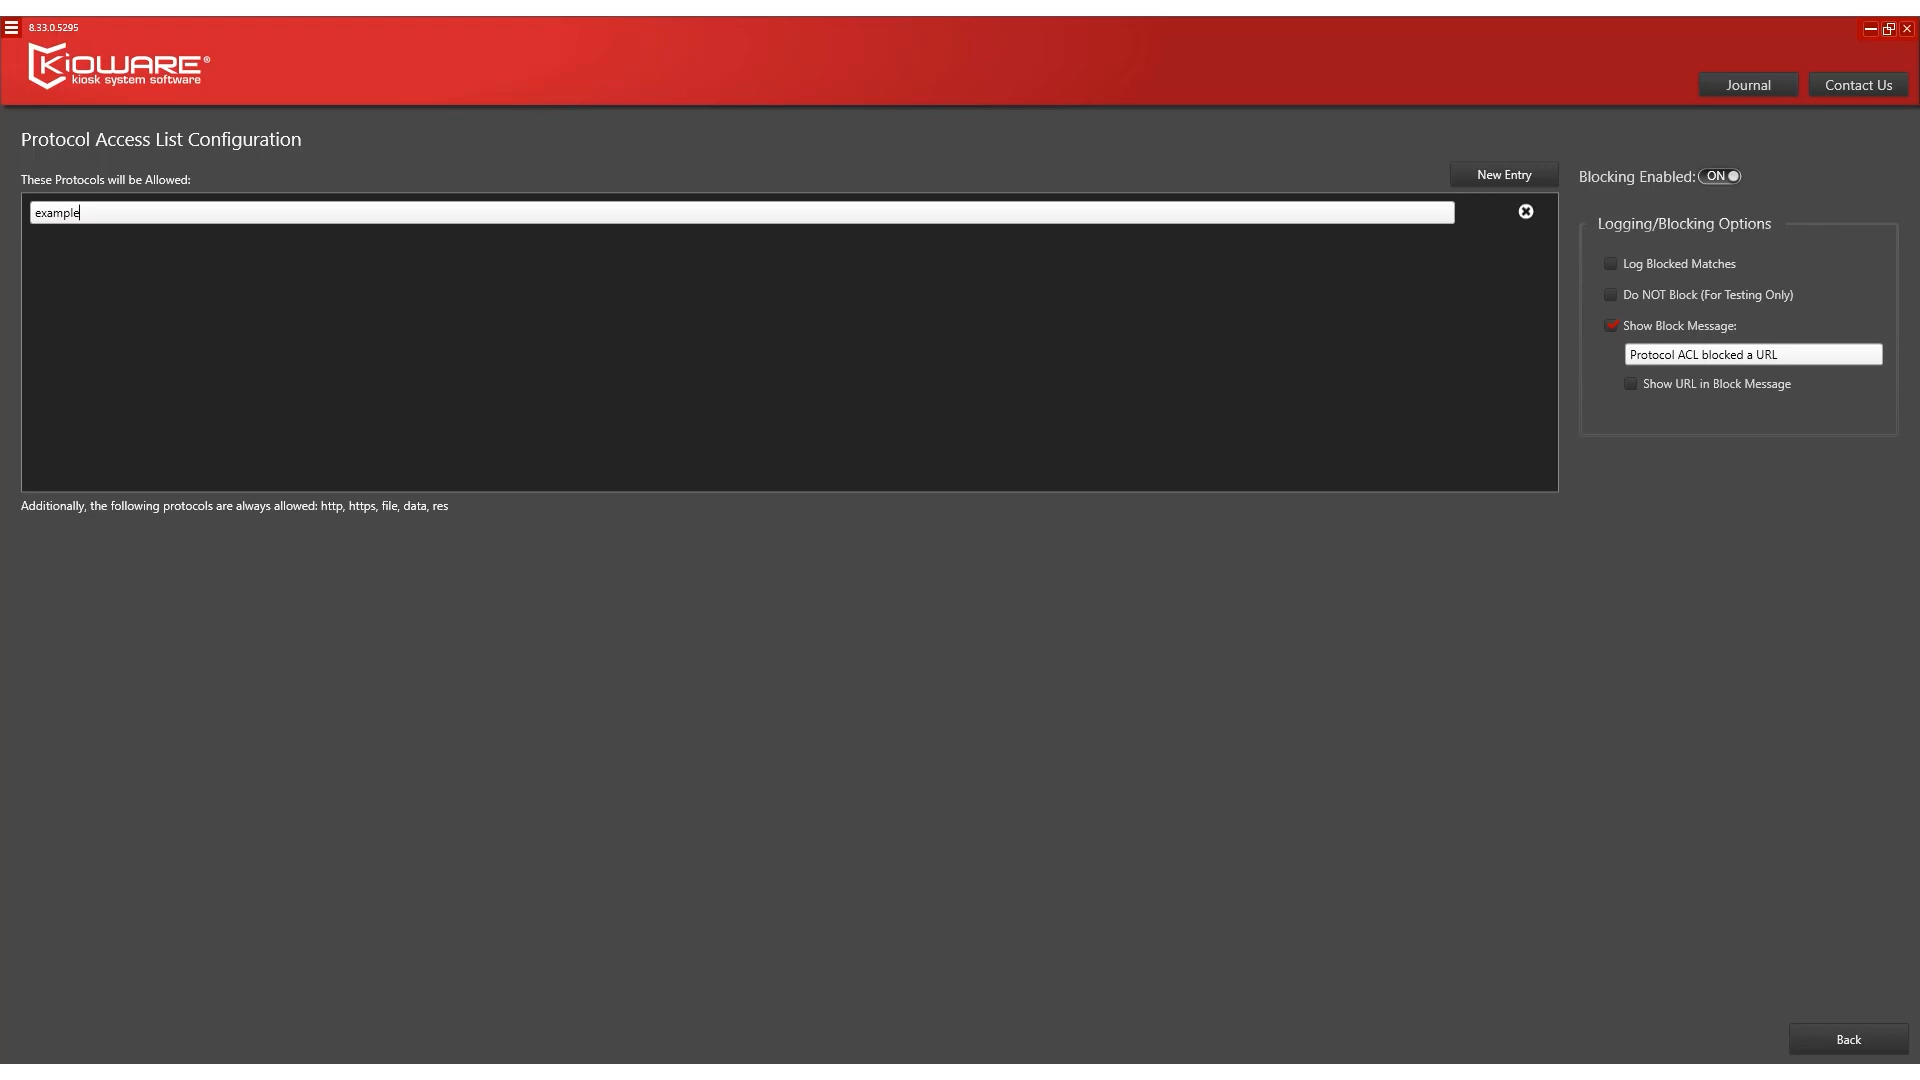 8.33.0.5295
KIOWARE®
kiosk system software
Journal
Contact Us
Protocol Access List Configuration
These Protocols will be Allowed:
New Entry
Blocking Enabled: ON
example
Logging/Blocking Options
Log Blocked Matches
Do NOT Block (For Testing Only)
Show Block Message:
Protocol ACL blocked a URL
Show URL in Block Message
Additionally, the following protocols are always allowed: http, https, file, data, res
Back